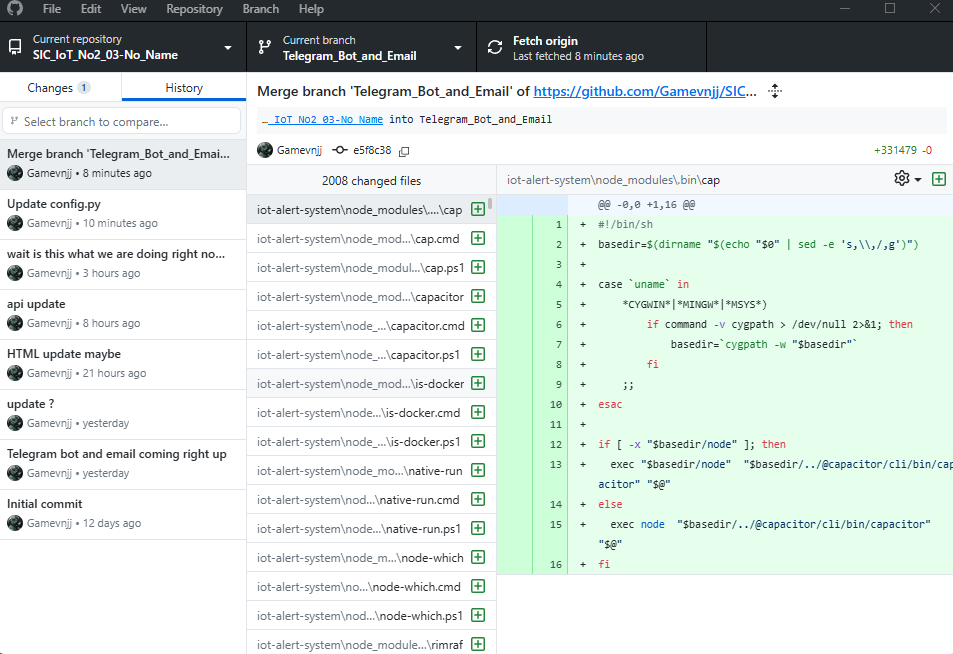 File Edit View Repository Branch Help
Current repository
SIC_IoT_No2_03-No_Name
Current branch
Telegram_Bot_and_Email
Fetch origin
Last fetched 8 minutes ago
Changes 1
History
Select branch to compare...
Merge branch 'Telegram_Bot_and_Emai...
Gamevnjj • 8 minutes ago
Update config.py
Gamevnjj • 10 minutes ago
wait is this what we are doing right no...
Gamevnjj • 3 hours ago
api update
Gamevnjj • 8 hours ago
HTML update maybe
Gamevnjj • 21 hours ago
update ?
Gamevnjj • yesterday
Telegram bot and email coming right up
Gamevnjj • yesterday
Initial commit
Gamevnjj • 12 days ago
Merge branch 'Telegram_Bot_and_Email' of https://github.com/Gamevnjj/SIC...
…_IoT_No2_03-No_Name into Telegram_Bot_and_Email
Gamevnjj e5f8c38
+331479 -0
2008 changed files
iot-alert-system\node_modules\...\cap
iot-alert-system\node_mod...\cap.cmd
iot-alert-system\node_modul...\cap.ps1
iot-alert-system\node_mod...\capacitor
iot-alert-system\node_...\capacitor.cmd
iot-alert-system\node_...\capacitor.ps1
iot-alert-system\node_mod...\is-docker
iot-alert-system\node...\is-docker.cmd
iot-alert-system\node_...\is-docker.ps1
iot-alert-system\node_mo...\native-run
iot-alert-system\nod...\native-run.cmd
iot-alert-system\node...\native-run.ps1
iot-alert-system\node_m...\node-which
iot-alert-system\no...\node-which.cmd
iot-alert-system\nod...\node-which.ps1
iot-alert-system\node_module...\rimraf
iot-alert-system\node_modules\.bin\cap
@@ -0,0 +1,16 @@
1 + #!/bin/sh
2 + basedir=$(dirname "$(echo "$0" | sed -e 's,\\,/,g')")
3 +
4 + case `uname` in
5 + *CYGWIN*|*MINGW*|*MSYS*)
6 + if command -v cygpath > /dev/null 2>&1; then
7 + basedir=`cygpath -w "$basedir"`
8 + fi
9 + ;;
10 + esac
11 +
12 + if [ -x "$basedir/node" ]; then
13 + exec "$basedir/node"  "$basedir/../@capacitor/cli/bin/cap
acitor" "$@"
14 + else
15 + exec node  "$basedir/../@capacitor/cli/bin/capacitor"
"$@"
16 + fi